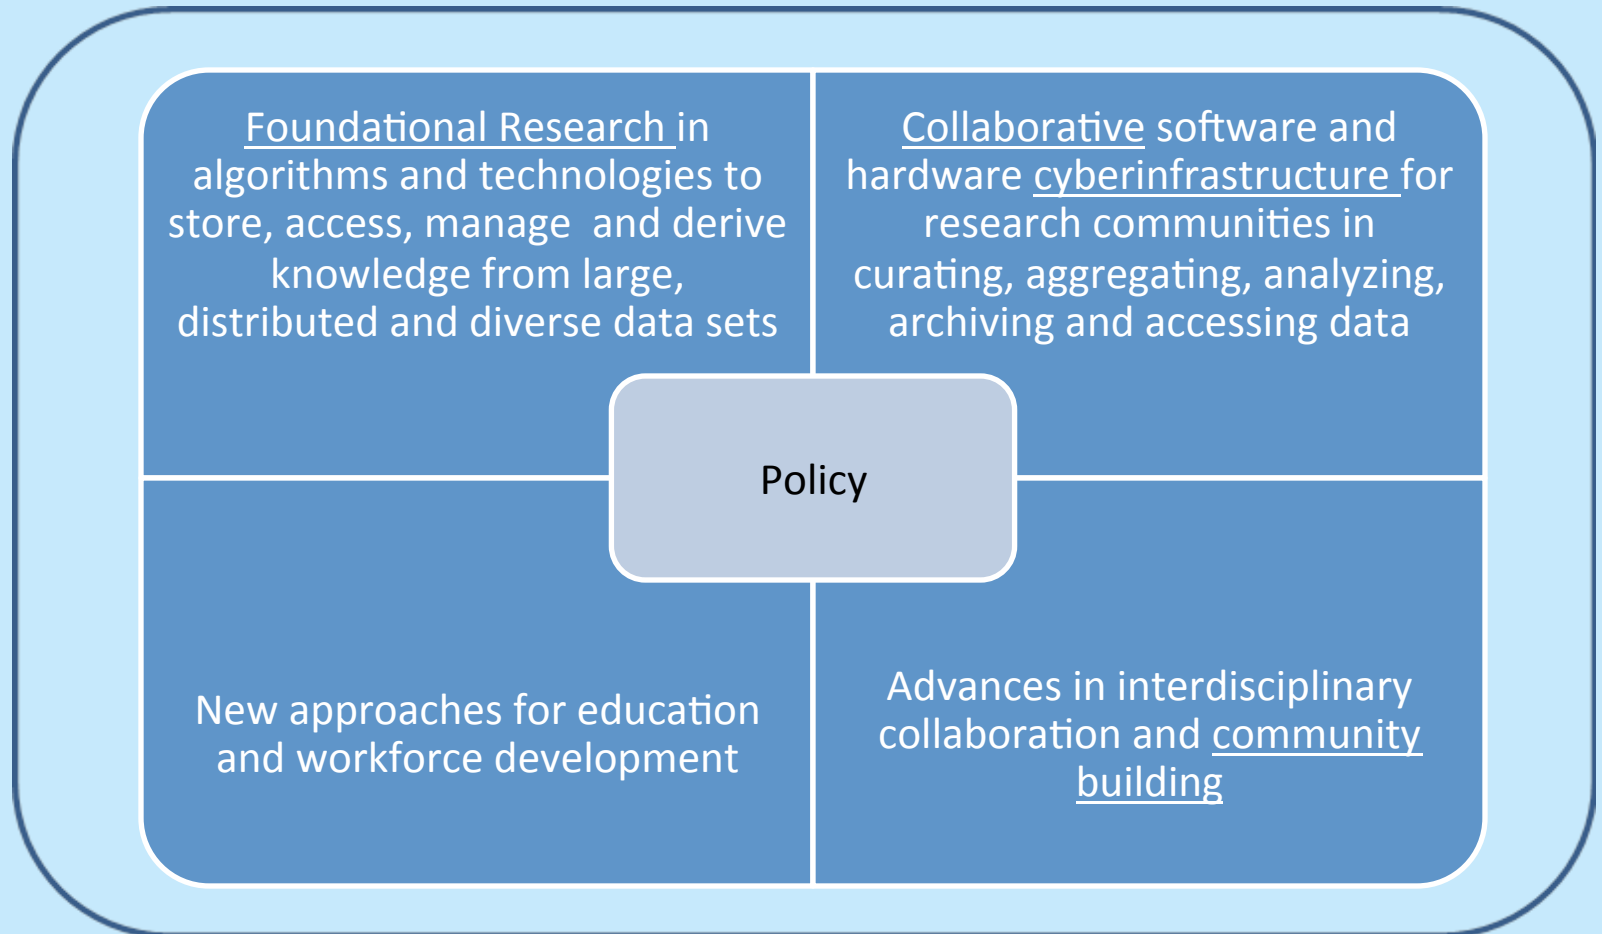 Foundational Research in
algorithms and technologies to
store, access, manage  and derive
knowledge from large,
distributed and diverse data sets
Collaborative software and
hardware cyberinfrastructure for
research communities in
curating, aggregating, analyzing,
archiving and accessing data
Policy
New approaches for education
and workforce development
Advances in interdisciplinary
collaboration and community
building